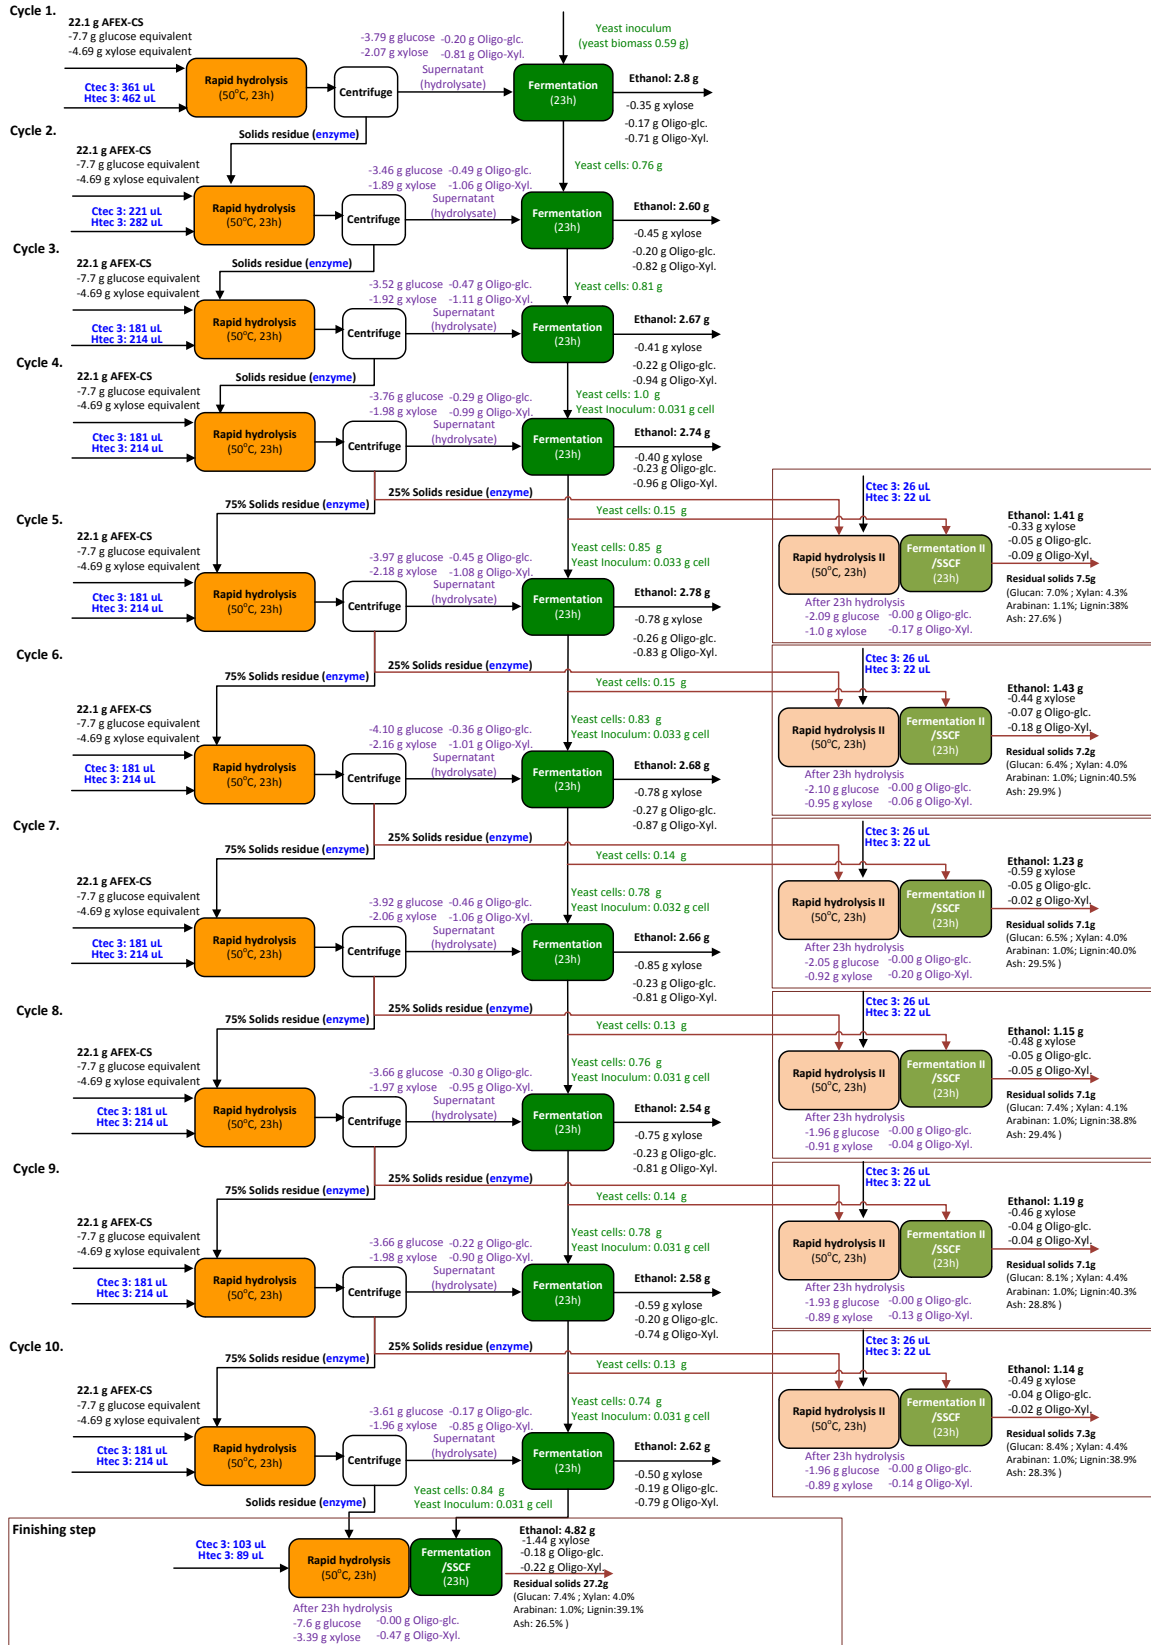 Cycle 1.
22.1 g AFEX-CS
-7.7 g glucose equivalent
-4.69 g xylose equivalent
Ctec 3: 361 uL
Htec 3: 462 uL
Rapid hydrolysis
(50°C, 23h)
Centrifuge
-3.79 g glucose -0.20 g Oligo-glc.
-2.07 g xylose -0.81 g Oligo-Xyl.
Supernatant
(hydrolysate)
Yeast inoculum
(yeast biomass 0.59 g)
Fermentation
(23h)
Ethanol: 2.8 g
-0.35 g xylose
-0.17 g Oligo-glc.
-0.71 g Oligo-Xyl.
Solids residue (enzyme)
Yeast cells: 0.76 g
Cycle 2.
22.1 g AFEX-CS
-7.7 g glucose equivalent
-4.69 g xylose equivalent
Ctec 3: 221 uL
Htec 3: 282 uL
Rapid hydrolysis
(50°C, 23h)
Centrifuge
-3.46 g glucose -0.49 g Oligo-glc.
-1.89 g xylose -1.06 g Oligo-Xyl.
Supernatant
(hydrolysate)
Fermentation
(23h)
Ethanol: 2.60 g
-0.45 g xylose
-0.20 g Oligo-glc.
-0.82 g Oligo-Xyl.
Solids residue (enzyme)
Yeast cells: 0.81 g
Cycle 3.
22.1 g AFEX-CS
-7.7 g glucose equivalent
-4.69 g xylose equivalent
Ctec 3: 181 uL
Htec 3: 214 uL
Rapid hydrolysis
(50°C, 23h)
Centrifuge
-3.52 g glucose -0.47 g Oligo-glc.
-1.92 g xylose -1.11 g Oligo-Xyl.
Supernatant
(hydrolysate)
Fermentation
(23h)
Ethanol: 2.67 g
-0.41 g xylose
-0.22 g Oligo-glc.
-0.94 g Oligo-Xyl.
Solids residue (enzyme)
Yeast cells: 1.0 g
Yeast Inoculum: 0.031 g cell
Cycle 4.
22.1 g AFEX-CS
-7.7 g glucose equivalent
-4.69 g xylose equivalent
Ctec 3: 181 uL
Htec 3: 214 uL
Rapid hydrolysis
(50°C, 23h)
Centrifuge
-3.76 g glucose -0.29 g Oligo-glc.
-1.98 g xylose -0.99 g Oligo-Xyl.
Supernatant
(hydrolysate)
Fermentation
(23h)
Ethanol: 2.74 g
-0.40 g xylose
-0.23 g Oligo-glc.
-0.96 g Oligo-Xyl.
75% Solids residue (enzyme)
25% Solids residue (enzyme)
Yeast cells: 0.15 g
Yeast cells: 0.85 g
Yeast Inoculum: 0.033 g cell
Cycle 5.
22.1 g AFEX-CS
-7.7 g glucose equivalent
-4.69 g xylose equivalent
Ctec 3: 181 uL
Htec 3: 214 uL
Rapid hydrolysis
(50°C, 23h)
Centrifuge
-3.97 g glucose -0.45 g Oligo-glc.
-2.18 g xylose -1.08 g Oligo-Xyl.
Supernatant
(hydrolysate)
Fermentation
(23h)
Ethanol: 2.78 g
-0.78 g xylose
-0.26 g Oligo-glc.
-0.83 g Oligo-Xyl.
Ctec 3: 26 uL
Htec 3: 22 uL
Rapid hydrolysis II
(50°C, 23h)
Fermentation II
/SSCF
(23h)
After 23h hydrolysis
-2.09 g glucose -0.00 g Oligo-glc.
-1.0 g xylose -0.17 g Oligo-Xyl.
Ethanol: 1.41 g
-0.33 g xylose
-0.05 g Oligo-glc.
-0.09 g Oligo-Xyl.
Residual solids 7.5g
(Glucan: 7.0% ; Xylan: 4.3%
Arabinan: 1.1%; Lignin:38%
Ash: 27.6% )
75% Solids residue (enzyme)
25% Solids residue (enzyme)
Yeast cells: 0.15 g
Yeast cells: 0.83 g
Yeast Inoculum: 0.033 g cell
Cycle 6.
22.1 g AFEX-CS
-7.7 g glucose equivalent
-4.69 g xylose equivalent
Ctec 3: 181 uL
Htec 3: 214 uL
Rapid hydrolysis
(50°C, 23h)
Centrifuge
-4.10 g glucose -0.36 g Oligo-glc.
-2.16 g xylose -1.01 g Oligo-Xyl.
Supernatant
(hydrolysate)
Fermentation
(23h)
Ethanol: 2.68 g
-0.78 g xylose
-0.27 g Oligo-glc.
-0.87 g Oligo-Xyl.
Ctec 3: 26 uL
Htec 3: 22 uL
Rapid hydrolysis II
(50°C, 23h)
Fermentation II
/SSCF
(23h)
After 23h hydrolysis
-2.10 g glucose -0.00 g Oligo-glc.
-0.95 g xylose -0.06 g Oligo-Xyl.
Ethanol: 1.43 g
-0.44 g xylose
-0.07 g Oligo-glc.
-0.18 g Oligo-Xyl.
Residual solids 7.2g
(Glucan: 6.4% ; Xylan: 4.0%
Arabinan: 1.0%; Lignin:40.5%
Ash: 29.9% )
75% Solids residue (enzyme)
25% Solids residue (enzyme)
Yeast cells: 0.14 g
Yeast cells: 0.78 g
Yeast Inoculum: 0.032 g cell
Cycle 7.
22.1 g AFEX-CS
-7.7 g glucose equivalent
-4.69 g xylose equivalent
Ctec 3: 181 uL
Htec 3: 214 uL
Rapid hydrolysis
(50°C, 23h)
Centrifuge
-3.92 g glucose -0.46 g Oligo-glc.
-2.06 g xylose -1.06 g Oligo-Xyl.
Supernatant
(hydrolysate)
Fermentation
(23h)
Ethanol: 2.66 g
-0.85 g xylose
-0.23 g Oligo-glc.
-0.81 g Oligo-Xyl.
Ctec 3: 26 uL
Htec 3: 22 uL
Rapid hydrolysis II
(50°C, 23h)
Fermentation II
/SSCF
(23h)
After 23h hydrolysis
-2.05 g glucose -0.00 g Oligo-glc.
-0.92 g xylose -0.20 g Oligo-Xyl.
Ethanol: 1.23 g
-0.59 g xylose
-0.05 g Oligo-glc.
-0.02 g Oligo-Xyl.
Residual solids 7.1g
(Glucan: 6.5% ; Xylan: 4.0%
Arabinan: 1.0%; Lignin:40.0%
Ash: 29.5% )
75% Solids residue (enzyme)
25% Solids residue (enzyme)
Yeast cells: 0.13 g
Yeast cells: 0.76 g
Yeast Inoculum: 0.031 g cell
Cycle 8.
22.1 g AFEX-CS
-7.7 g glucose equivalent
-4.69 g xylose equivalent
Ctec 3: 181 uL
Htec 3: 214 uL
Rapid hydrolysis
(50°C, 23h)
Centrifuge
-3.66 g glucose -0.30 g Oligo-glc.
-1.97 g xylose -0.95 g Oligo-Xyl.
Supernatant
(hydrolysate)
Fermentation
(23h)
Ethanol: 2.54 g
-0.75 g xylose
-0.23 g Oligo-glc.
-0.81 g Oligo-Xyl.
Ctec 3: 26 uL
Htec 3: 22 uL
Rapid hydrolysis II
(50°C, 23h)
Fermentation II
/SSCF
(23h)
After 23h hydrolysis
-1.96 g glucose -0.00 g Oligo-glc.
-0.91 g xylose -0.04 g Oligo-Xyl.
Ethanol: 1.15 g
-0.48 g xylose
-0.05 g Oligo-glc.
-0.05 g Oligo-Xyl.
Residual solids 7.1g
(Glucan: 7.4% ; Xylan: 4.1%
Arabinan: 1.0%; Lignin:38.8%
Ash: 29.4% )
75% Solids residue (enzyme)
25% Solids residue (enzyme)
Yeast cells: 0.14 g
Yeast cells: 0.78 g
Yeast Inoculum: 0.031 g cell
Cycle 9.
22.1 g AFEX-CS
-7.7 g glucose equivalent
-4.69 g xylose equivalent
Ctec 3: 181 uL
Htec 3: 214 uL
Rapid hydrolysis
(50°C, 23h)
Centrifuge
-3.66 g glucose -0.22 g Oligo-glc.
-1.98 g xylose -0.90 g Oligo-Xyl.
Supernatant
(hydrolysate)
Fermentation
(23h)
Ethanol: 2.58 g
-0.59 g xylose
-0.20 g Oligo-glc.
-0.74 g Oligo-Xyl.
Ctec 3: 26 uL
Htec 3: 22 uL
Rapid hydrolysis II
(50°C, 23h)
Fermentation II
/SSCF
(23h)
After 23h hydrolysis
-1.93 g glucose -0.00 g Oligo-glc.
-0.89 g xylose -0.13 g Oligo-Xyl.
Ethanol: 1.19 g
-0.46 g xylose
-0.04 g Oligo-glc.
-0.04 g Oligo-Xyl.
Residual solids 7.1g
(Glucan: 8.1% ; Xylan: 4.4%
Arabinan: 1.0%; Lignin:40.3%
Ash: 28.8% )
75% Solids residue (enzyme)
25% Solids residue (enzyme)
Yeast cells: 0.13 g
Yeast cells: 0.74 g
Yeast Inoculum: 0.031 g cell
Cycle 10.
22.1 g AFEX-CS
-7.7 g glucose equivalent
-4.69 g xylose equivalent
Ctec 3: 181 uL
Htec 3: 214 uL
Rapid hydrolysis
(50°C, 23h)
Centrifuge
-3.61 g glucose -0.17 g Oligo-glc.
-1.96 g xylose -0.85 g Oligo-Xyl.
Supernatant
(hydrolysate)
Fermentation
(23h)
Ethanol: 2.62 g
-0.50 g xylose
-0.19 g Oligo-glc.
-0.79 g Oligo-Xyl.
Ctec 3: 26 uL
Htec 3: 22 uL
Rapid hydrolysis II
(50°C, 23h)
Fermentation II
/SSCF
(23h)
After 23h hydrolysis
-1.96 g glucose -0.00 g Oligo-glc.
-0.89 g xylose -0.14 g Oligo-Xyl.
Ethanol: 1.14 g
-0.49 g xylose
-0.04 g Oligo-glc.
-0.02 g Oligo-Xyl.
Residual solids 7.3g
(Glucan: 8.4% ; Xylan: 4.4%
Arabinan: 1.0%; Lignin:38.9%
Ash: 28.3% )
Solids residue (enzyme)
Yeast cells: 0.84 g
Yeast Inoculum: 0.031 g cell
Finishing step
Ctec 3: 103 uL
Htec 3: 89 uL
Rapid hydrolysis
(50°C, 23h)
Fermentation
/SSCF
(23h)
After 23h hydrolysis
-7.6 g glucose -0.00 g Oligo-glc.
-3.39 g xylose -0.47 g Oligo-Xyl.
Ethanol: 4.82 g
-1.44 g xylose
-0.18 g Oligo-glc.
-0.22 g Oligo-Xyl.
Residual solids 27.2g
(Glucan: 7.4% ; Xylan: 4.0%
Arabinan: 1.0%; Lignin:39.1%
Ash: 26.5% )